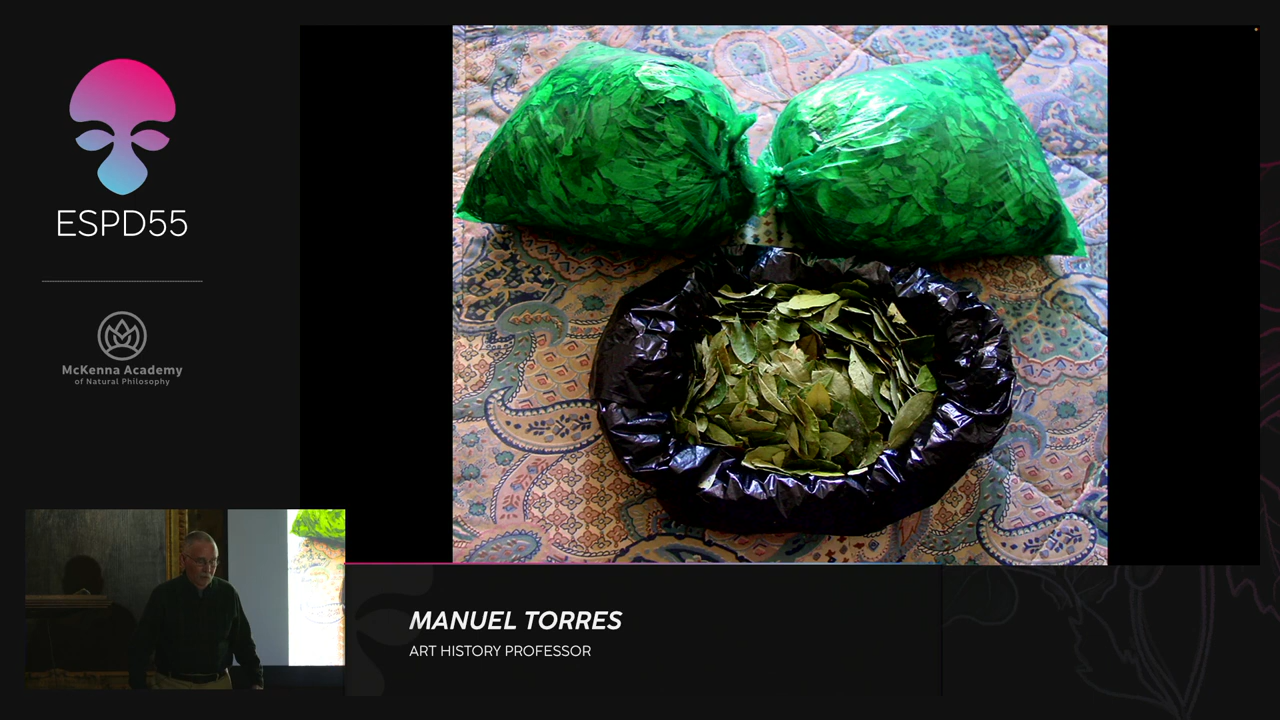 ESPD55
McKenna Academy
of Natural Philosophy
MANUEL TORRES
ART HISTORY PROFESSOR